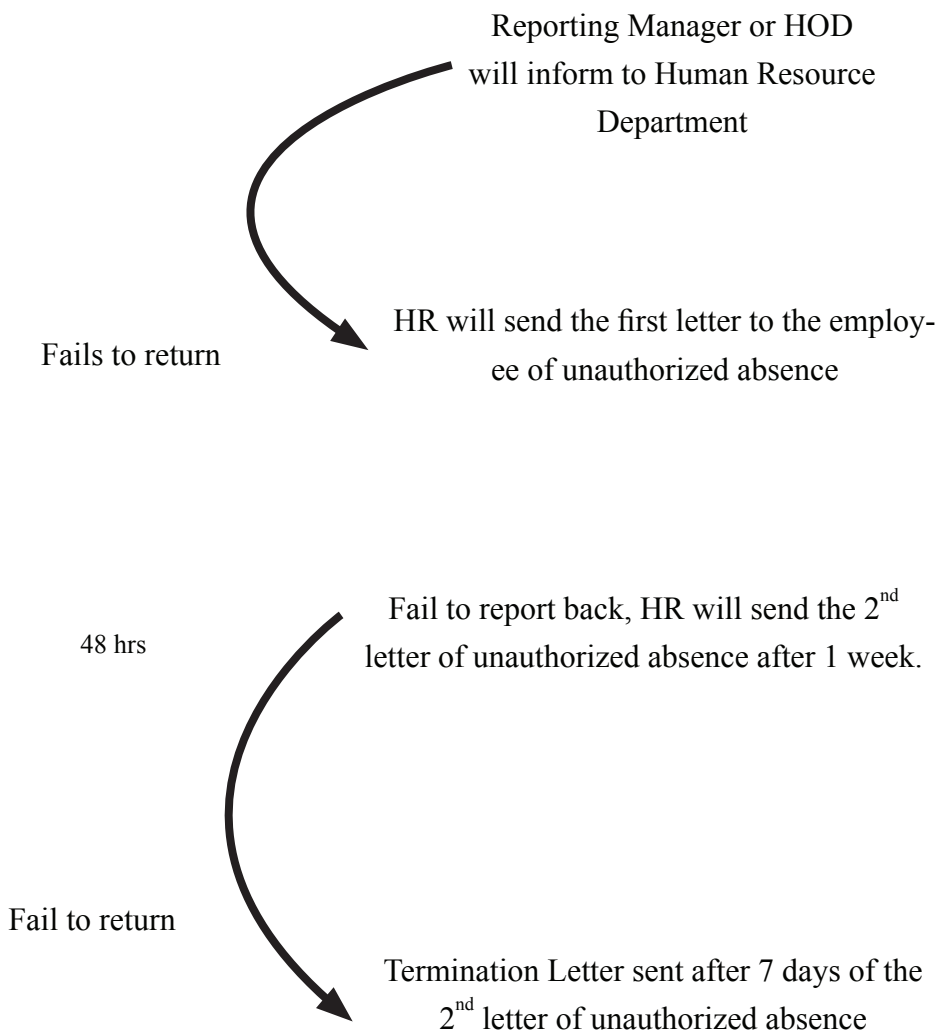 Reporting Manager or HOD
will inform to Human Resource
Department
HR will send the first letter to the employ-
ee of unauthorized absence
Fails to return
Fail to report back, HR will send the 2nd
letter of unauthorized absence after 1 week.
48 hrs
Fail to return
Termination Letter sent after 7 days of the
2nd letter of unauthorized absence